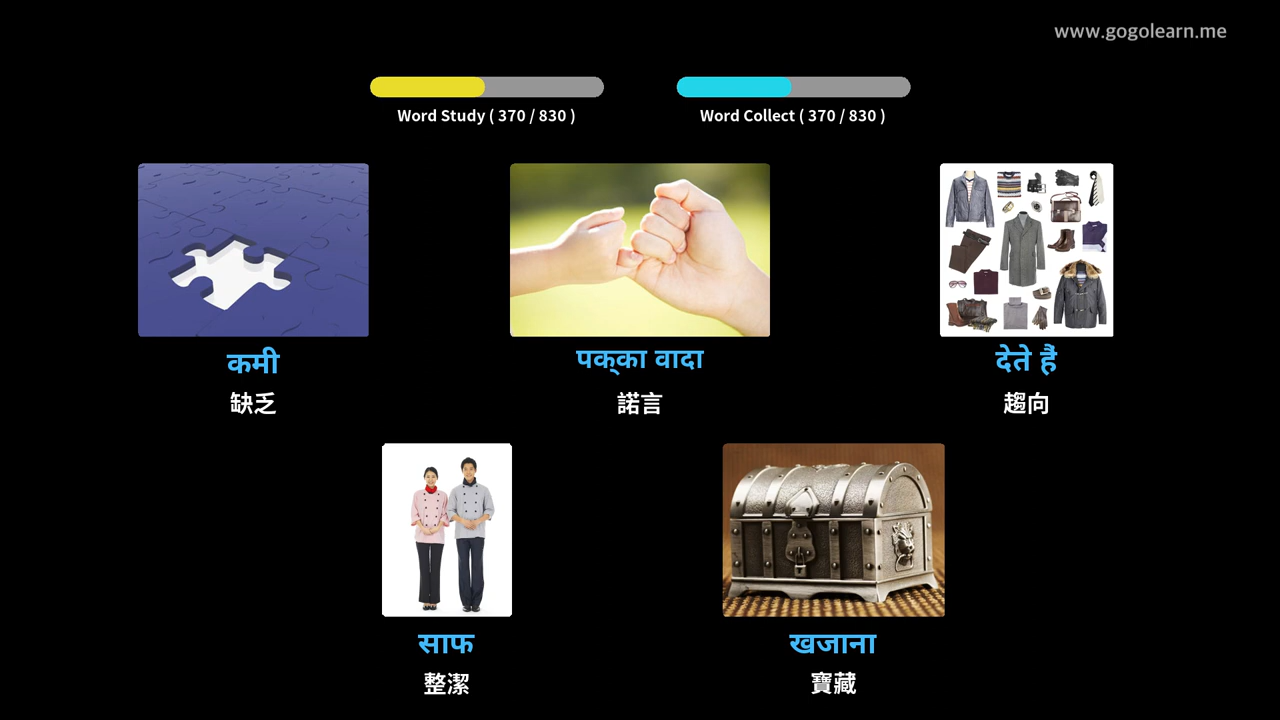 www.gogolearn.me
Word Study ( 370 / 830 )
Word Collect ( 370 / 830 )
कमी
पक्‌का वादा
देते हैं
缺乏
諾言
趨向
साफ
खजाना
整潔
寶藏